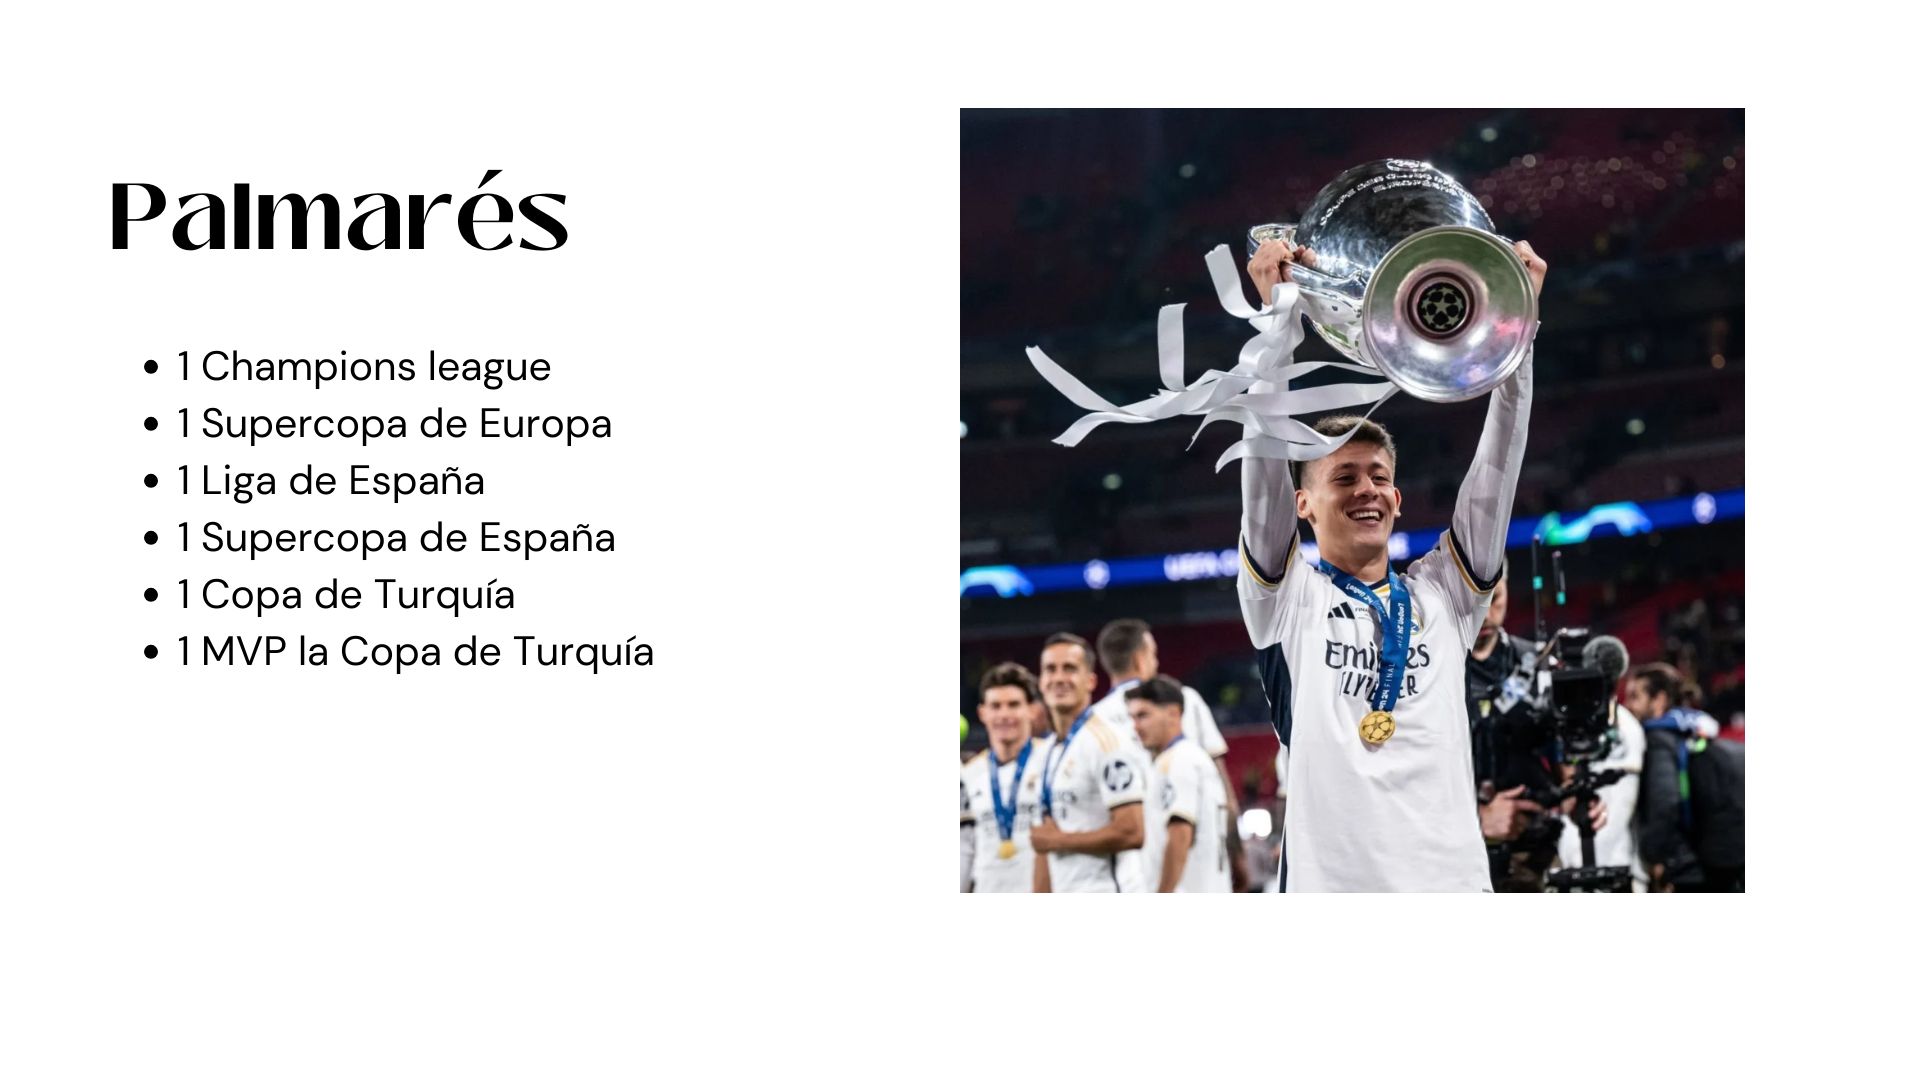 Palmarés
1 Champions league
1 Supercopa de Europa
1 Liga de España
1 Supercopa de España
1 Copa de Turquía
1 MVP la Copa de Turquía